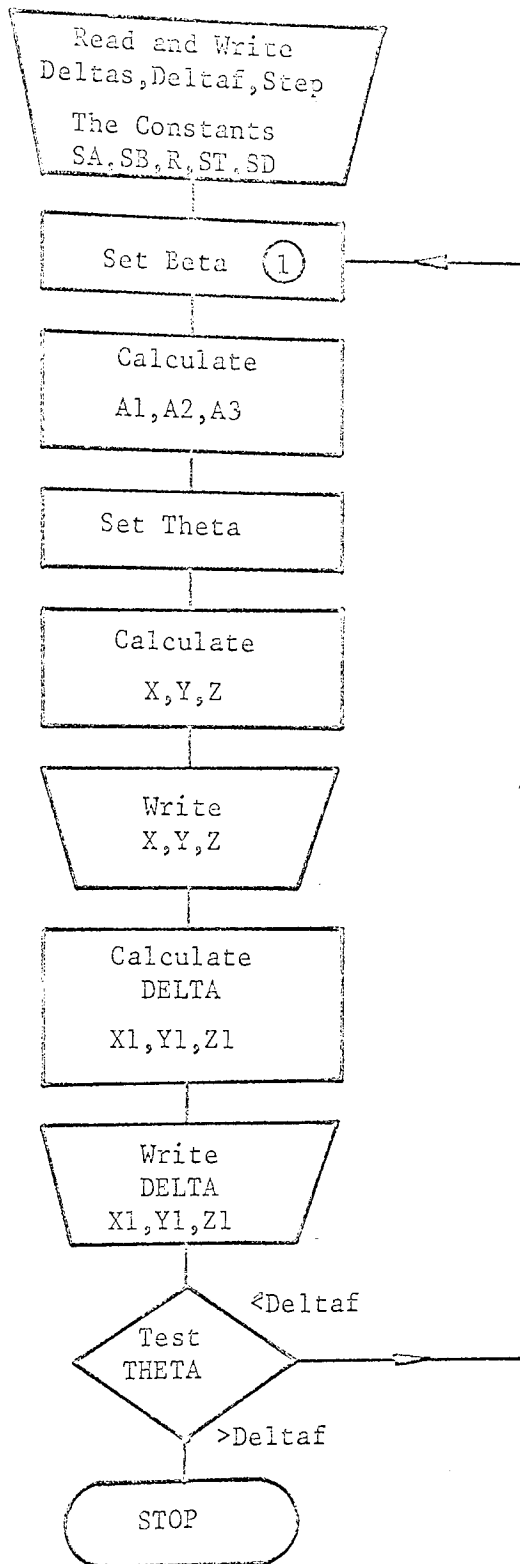 Read and Write
Deltas,Deltaf,Step
The Constants
SA,SB,R,ST,SD
Set Beta 1
Calculate
A1,A2,A3
Set Theta
Calculate
X,Y,Z
Write
X,Y,Z
Calculate
DELTA
X1,Y1,Z1
Write
DELTA
X1,Y1,Z1
<Deltaf
Test
THETA
>Deltaf
STOP